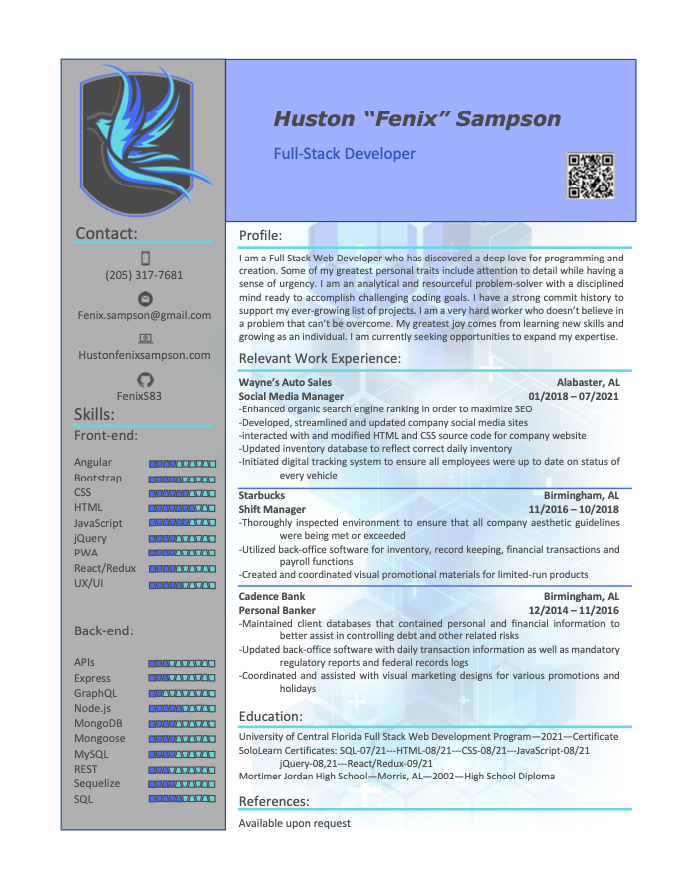 Huston “Fenix” Sampson
Full-Stack Developer
Contact:
(205) 317-7681
Fenix.sampson@gmail.com
Hustonfenixsampson.com
FenixS83
Skills:
Front-end:
Angular
Bootstrap
CSS
HTML
JavaScript
jQuery
PWA
React/Redux
UX/UI
Back-end:
APIs
Express
GraphQL
Node.js
MongoDB
Mongoose
MySQL
REST
Sequelize
SQL
Profile:
I am a Full Stack Web Developer who has discovered a deep love for programming and
creation. Some of my greatest personal traits include attention to detail while having a
sense of urgency. I am an analytical and resourceful problem-solver with a disciplined
mind ready to accomplish challenging coding goals. I have a strong commit history to
support my ever-growing list of projects. I am a very hard worker who doesn’t believe in
a problem that can’t be overcome. My greatest joy comes from learning new skills and
growing as an individual. I am currently seeking opportunities to expand my expertise.
Relevant Work Experience:
Wayne’s Auto Sales Alabaster, AL
Social Media Manager 01/2018 – 07/2021
-Enhanced organic search engine ranking in order to maximize SEO
-Developed, streamlined and updated company social media sites
-interacted with and modified HTML and CSS source code for company website
-Updated inventory database to reflect correct daily inventory
-Initiated digital tracking system to ensure all employees were up to date on status of
every vehicle
Starbucks Birmingham, AL
Shift Manager 11/2016 – 10/2018
-Thoroughly inspected environment to ensure that all company aesthetic guidelines
were being met or exceeded
-Utilized back-office software for inventory, record keeping, financial transactions and
payroll functions
-Created and coordinated visual promotional materials for limited-run products
Cadence Bank Birmingham, AL
Personal Banker 12/2014 – 11/2016
-Maintained client databases that contained personal and financial information to
better assist in controlling debt and other related risks
-Updated back-office software with daily transaction information as well as mandatory
regulatory reports and federal records logs
-Coordinated and assisted with visual marketing designs for various promotions and
holidays
Education:
University of Central Florida Full Stack Web Development Program—2021—Certificate
SoloLearn Certificates: SQL-07/21---HTML-08/21---CSS-08/21---JavaScript-08/21
jQuery-08,21---React/Redux-09/21
Mortimer Jordan High School—Morris, AL—2002—High School Diploma
References:
Available upon request